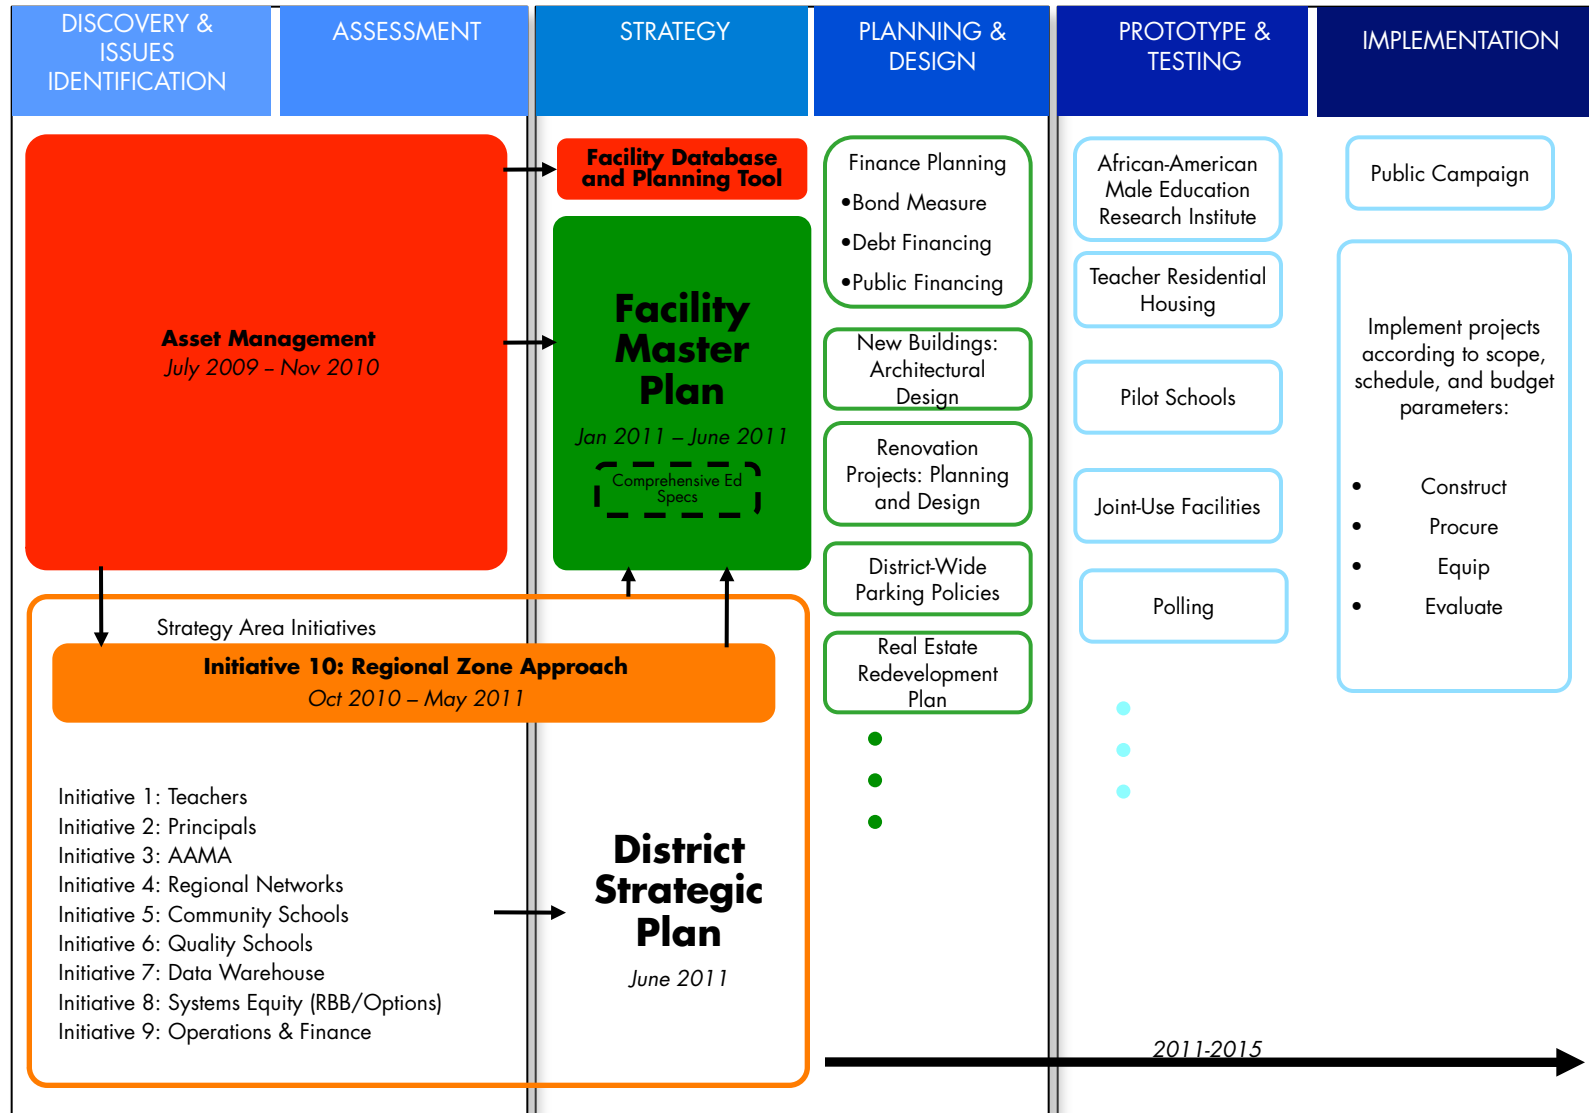 DISCOVERY &
ISSUES
IDENTIFICATION
ASSESSMENT
STRATEGY
PLANNING &
DESIGN
PROTOTYPE &
TESTING
IMPLEMENTATION
Asset Management
July 2009 – Nov 2010
Facility Database
and Planning Tool
Facility
Master
Plan
Jan 2011 – June 2011
Comprehensive Ed
Specs
Strategy Area Initiatives
Initiative 10: Regional Zone Approach
Oct 2010 – May 2011
Initiative 1: Teachers
Initiative 2: Principals
Initiative 3: AAMA
Initiative 4: Regional Networks
Initiative 5: Community Schools
Initiative 6: Quality Schools
Initiative 7: Data Warehouse
Initiative 8: Systems Equity (RBB/Options)
Initiative 9: Operations & Finance
District
Strategic
Plan
June 2011
Finance Planning
•Bond Measure
•Debt Financing
•Public Financing
New Buildings:
Architectural
Design
Renovation
Projects: Planning
and Design
District-Wide
Parking Policies
Real Estate
Redevelopment
Plan
African-American
Male Education
Research Institute
Teacher Residential
Housing
Pilot Schools
Joint-Use Facilities
Polling
Public Campaign
Implement projects
according to scope,
schedule, and budget
parameters:
• Construct
• Procure
• Equip
• Evaluate
2011-2015